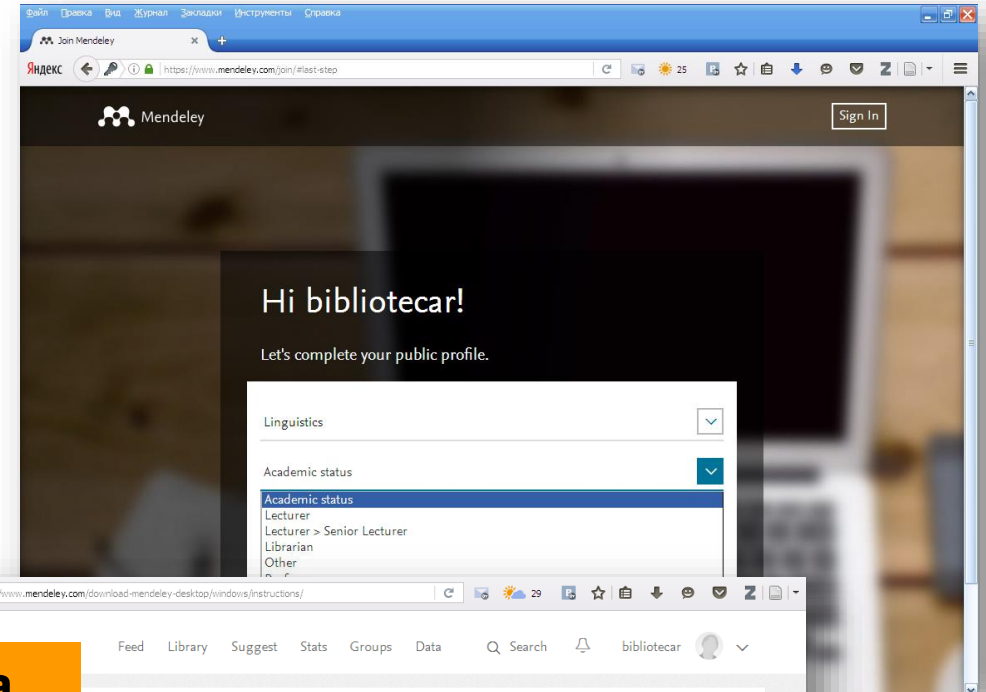 Файл Правка Вид Журнал Закладки Инструменты Справка
Join Mendeley × +
Яндекс https://www.mendeley.com/join/#last-step 25
Mendeley
Sign In
Hi bibliotecar!
Let's complete your public profile.
Linguistics
Academic status
Academic status
Lecturer
Lecturer > Senior Lecturer
Librarian
Other
www.mendeley.com/download-mendeley-desktop/windows/instructions/ 29
Feed Library Suggest Stats Groups Data Search bibliotecar